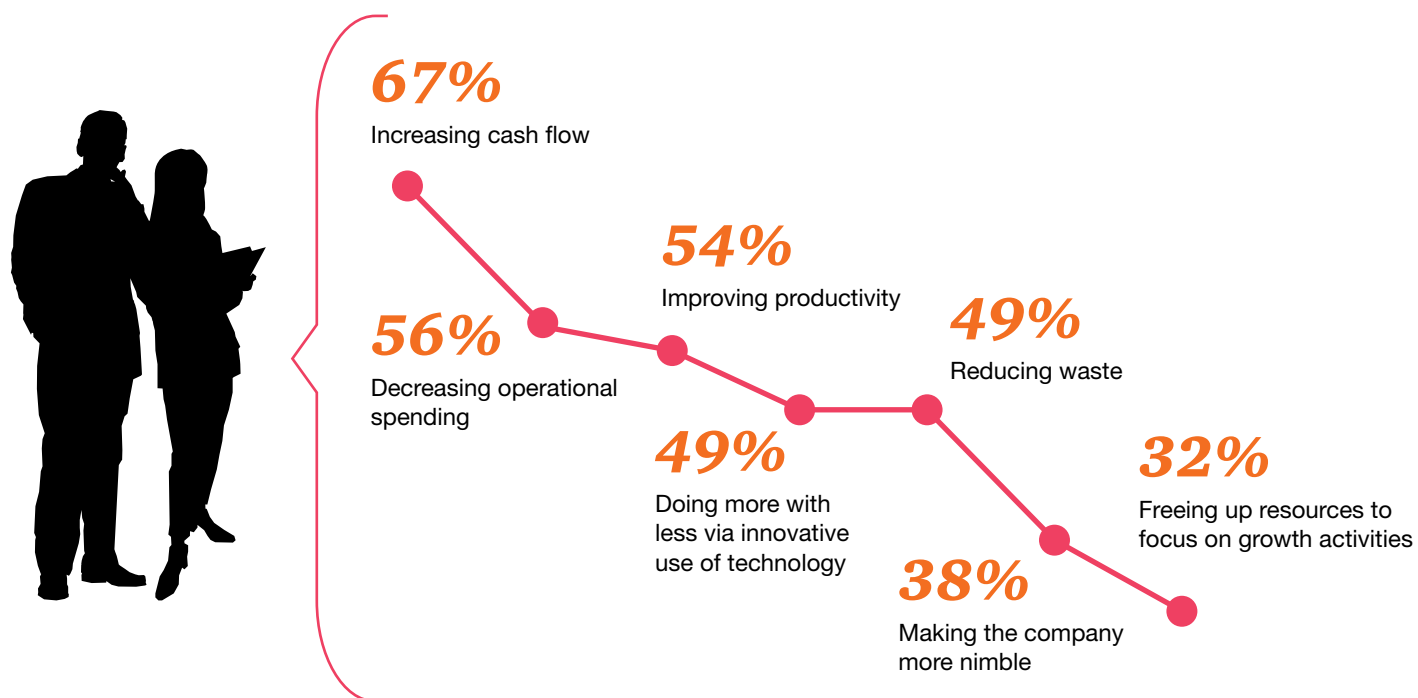 67%
Increasing cash flow
56%
Decreasing operational
spending
54%
Improving productivity
49%
Doing more with
less via innovative
use of technology
49%
Reducing waste
38%
Making the company
more nimble
32%
Freeing up resources to
focus on growth activities